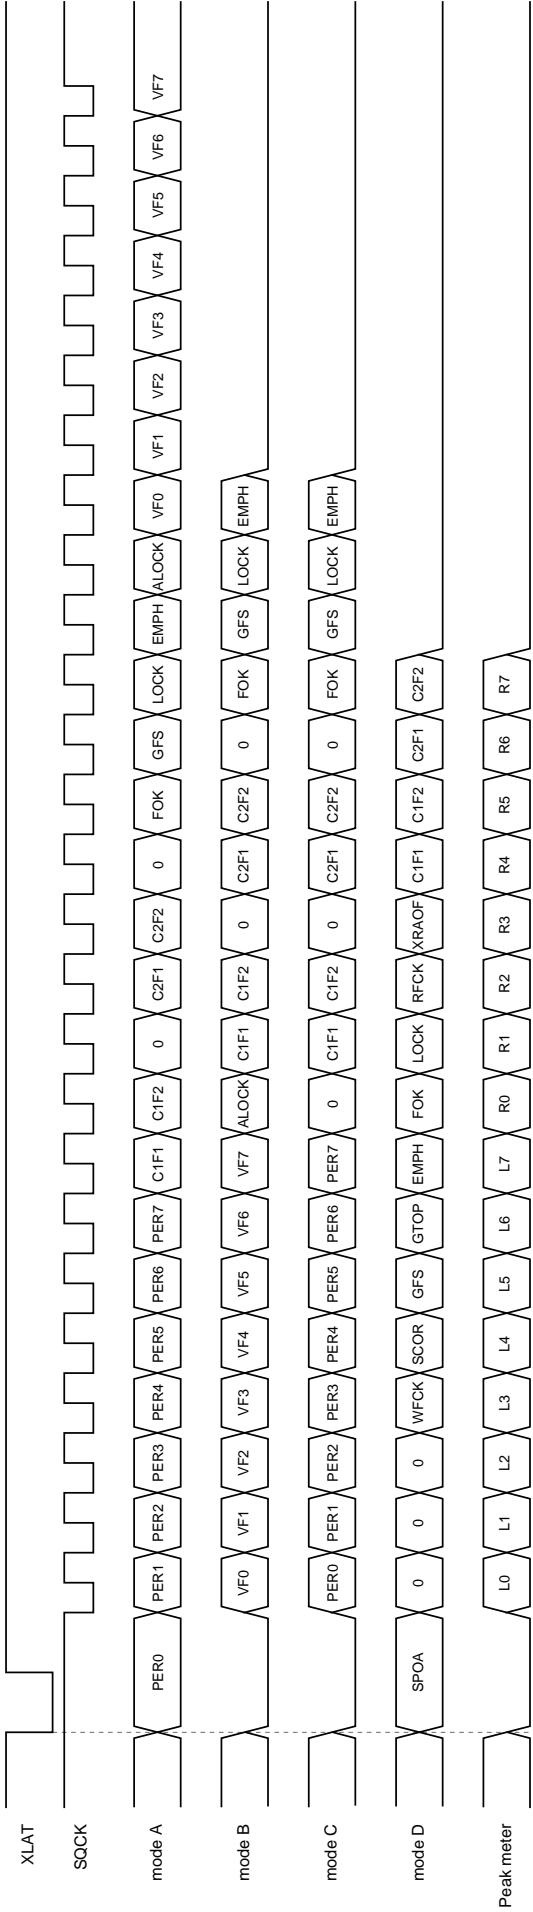 XLAT
SQCK
mode A PER0 PER1 PER2 PER3 PER4 PER5 PER6 PER7 C1F1 C1F2 0 C2F1 C2F2 0 FOK GFS LOCK EMPH ALOCK VF0 VF1 VF2 VF3 VF4 VF5 VF6 VF7
mode B VF0 VF1 VF2 VF3 VF4 VF5 VF6 VF7 ALOCK C1F1 C1F2 0 C2F1 C2F2 0 FOK GFS LOCK EMPH
mode C PER0 PER1 PER2 PER3 PER4 PER5 PER6 PER7 0 C1F1 C1F2 0 C2F1 C2F2 0 FOK GFS LOCK EMPH
mode D SPOA 0 0 0 WFCK SCOR GFS GTOP EMPH FOK LOCK RFCK XRAOF C1F1 C1F2 C2F1 C2F2
Peak meter L0 L1 L2 L3 L4 L5 L6 L7 R0 R1 R2 R3 R4 R5 R6 R7